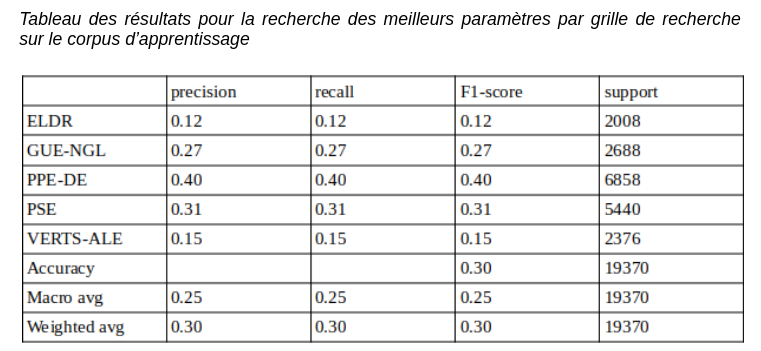 Tableau des résultats pour la recherche des meilleurs paramètres par grille de recherche
sur le corpus d'apprentissage
precision recall F1-score support
ELDR 0.12 0.12 0.12 2008
GUE-NGL 0.27 0.27 0.27 2688
PPE-DE 0.40 0.40 0.40 6858
PSE 0.31 0.31 0.31 5440
VERTS-ALE 0.15 0.15 0.15 2376
Accuracy 0.30 19370
Macro avg 0.25 0.25 0.25 19370
Weighted avg 0.30 0.30 0.30 19370